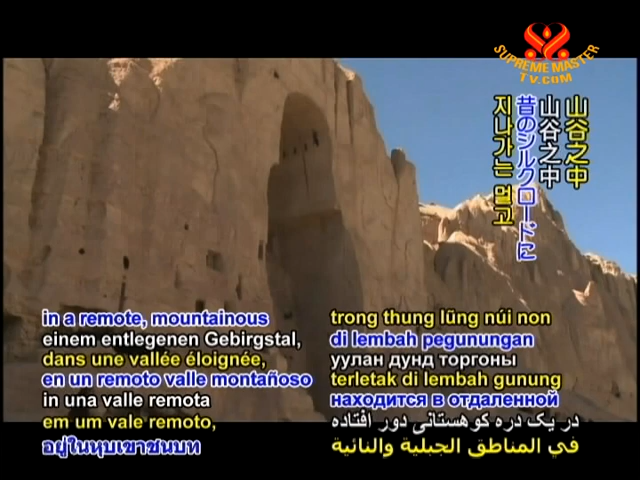 SUPREME MASTER
TV.COM
山谷之中
山谷之中
昔のシルクロードに
지나가는 멀고
in a remote, mountainous
einem entlegenen Gebirgstal,
dans une vallée éloignée,
en un remoto valle montañoso
in una valle remota
em um vale remoto,
อยู่ในหุบเขาชนบท
trong thung lũng núi non
di lembah pegunungan
уулан дунд торгоны
terletak di lembah gunung
находится в отдаленной
در یک دره کوهستانی دور افتاده
في المناطق الجبلية والنائية